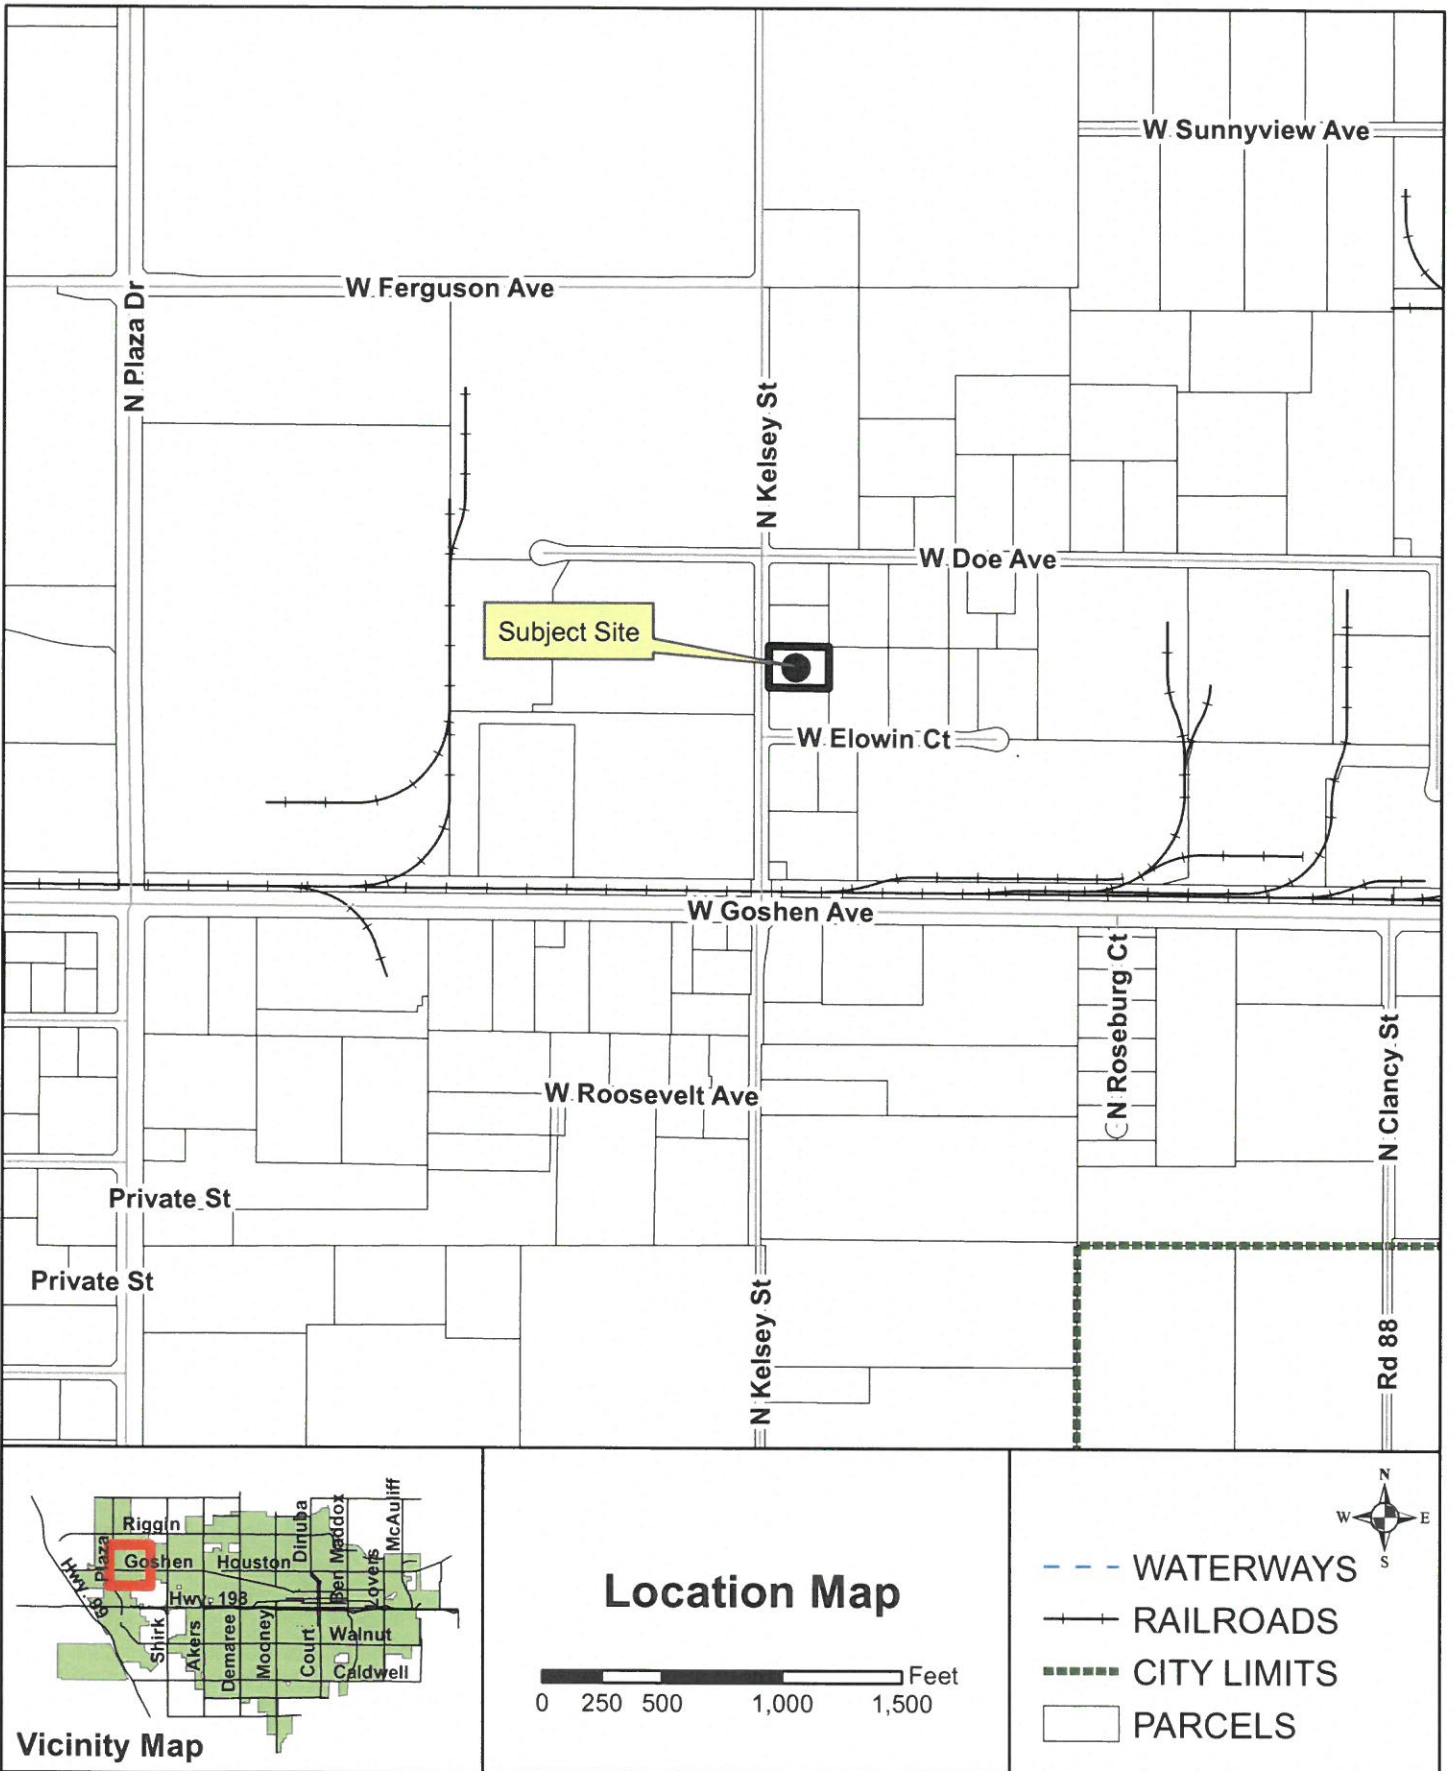 W Sunnyview Ave
W Ferguson Ave
N Plaza Dr
N Kelsey St
W Doe Ave
Subject Site
W Elowin Ct
W Goshen Ave
N Roseburg Ct
N Clancy St
W Roosevelt Ave
Private St
Private St
N Kelsey St
Rd 88
Riggin
Plaza
Goshen
Houston
Dinuba
Ben Maddox
McAuliff
Lovers
Hwy. 99
Hwy. 198
Shirk
Akers
Demaree
Mooney
Court
Walnut
Caldwell
Vicinity Map
Location Map
Feet
0 250 500 1,000 1,500
N
W E
S
WATERWAYS
RAILROADS
CITY LIMITS
PARCELS